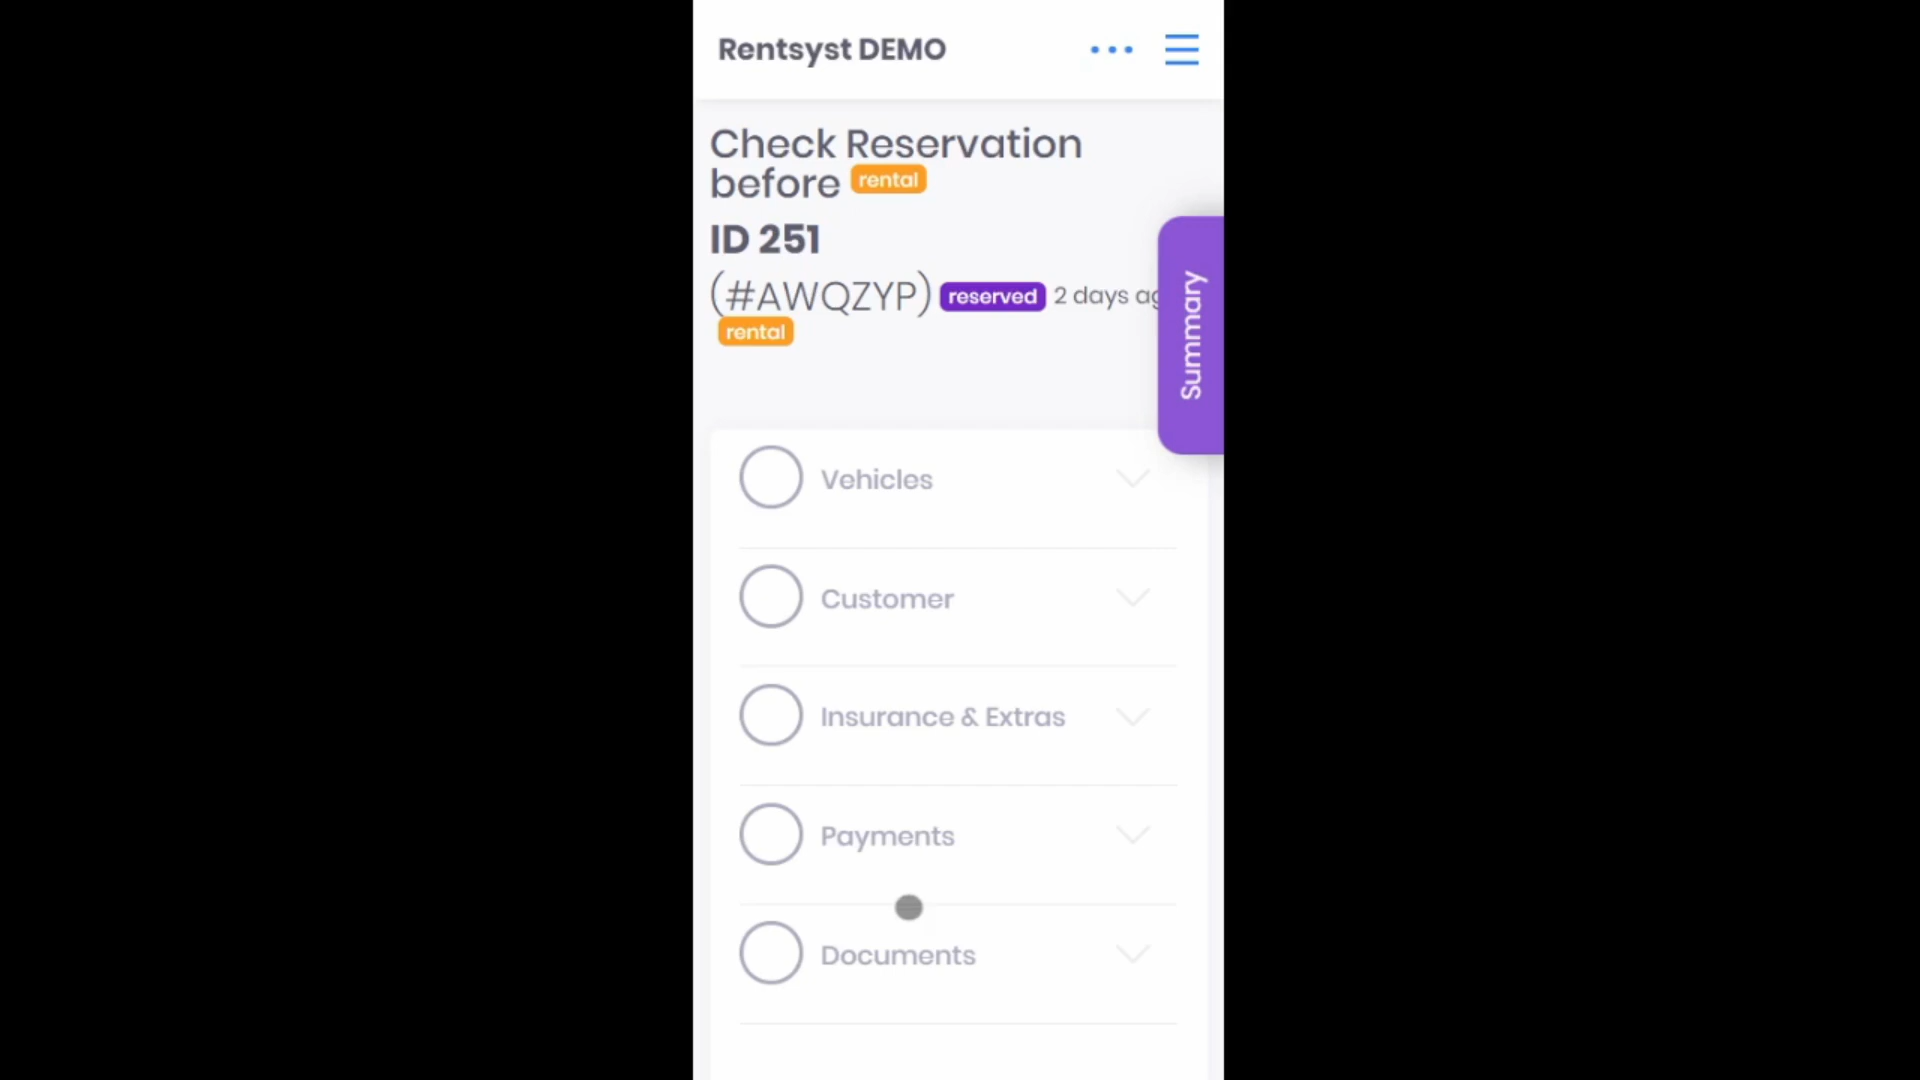 Rentsyst DEMO
Check Reservation
before rental
ID 251
(#AWQZYP) reserved 2 days
rental
Summary
Vehicles
Customer
Insurance & Extras
Payments
Documents